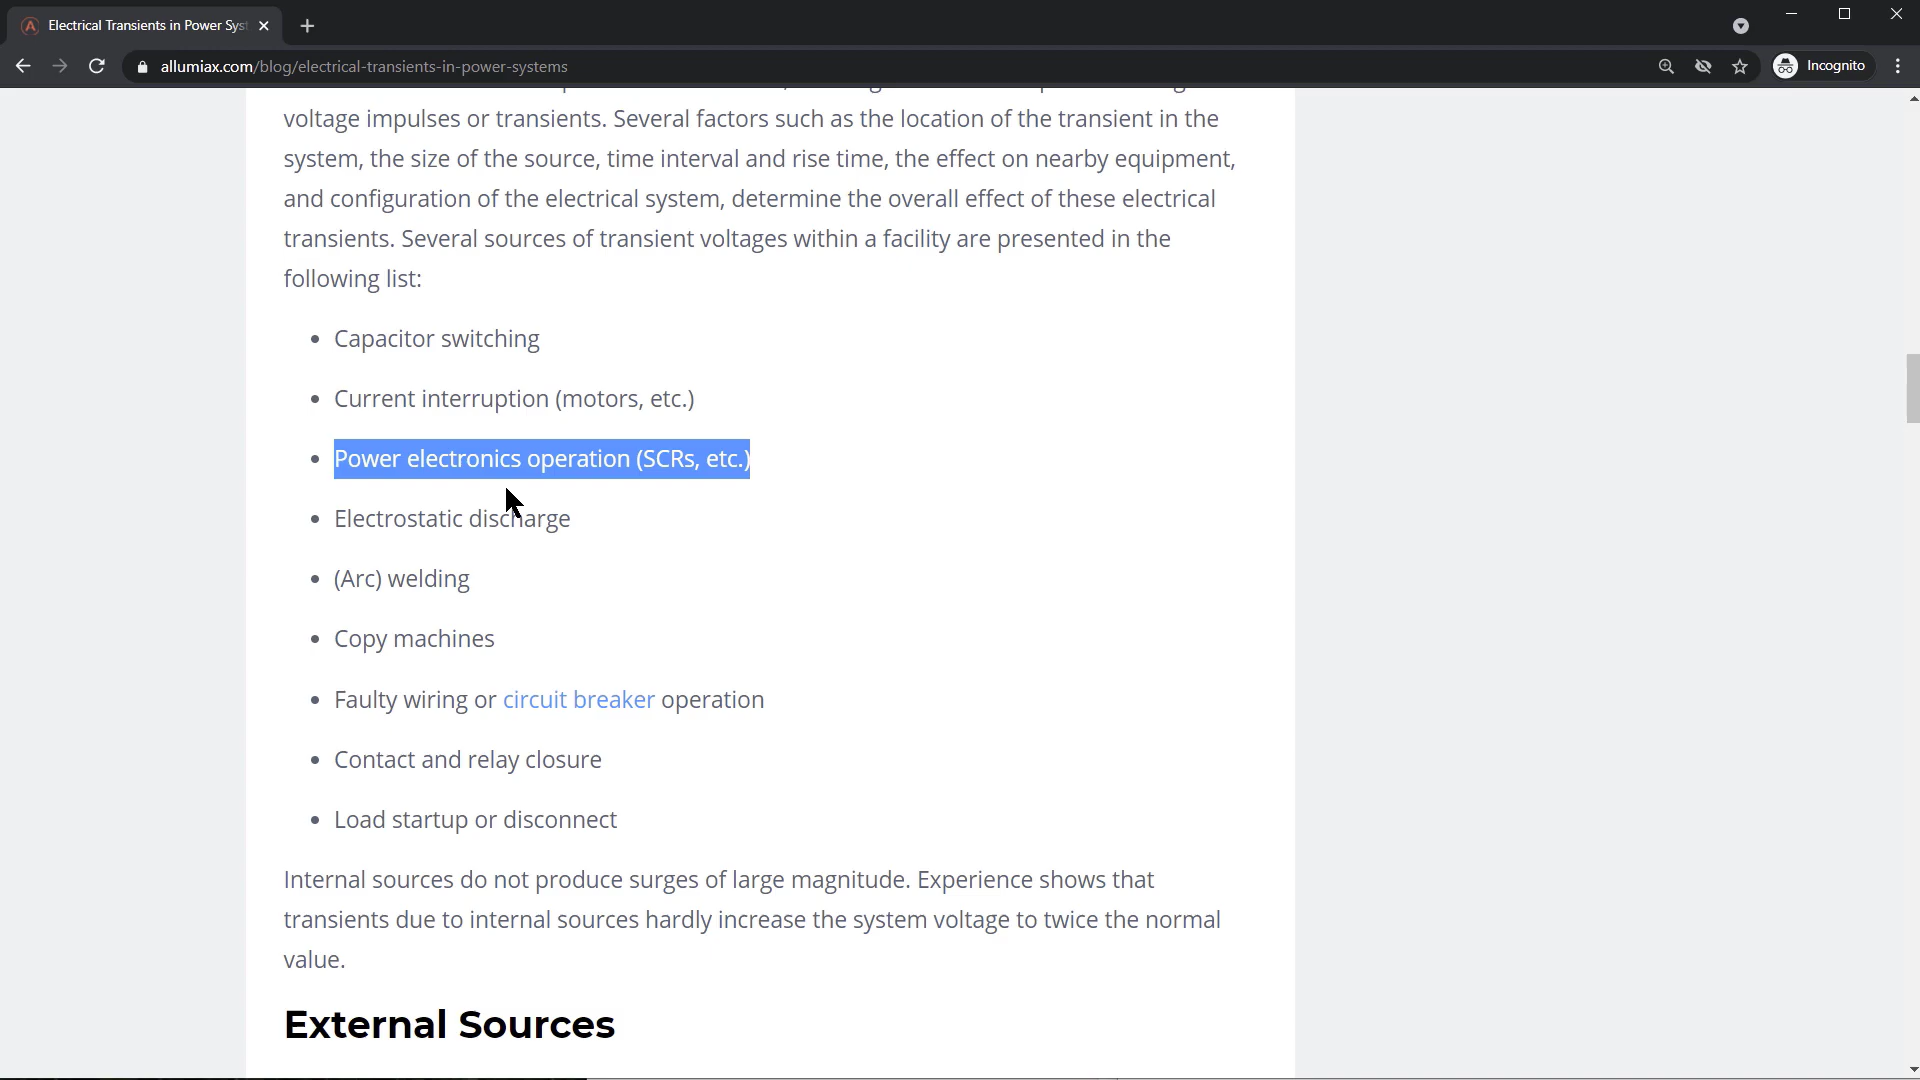 Electrical Transients in Power Sys
allumiax.com/blog/electrical-transients-in-power-systems
Incognito
voltage impulses or transients. Several factors such as the location of the transient in the
system, the size of the source, time interval and rise time, the effect on nearby equipment,
and configuration of the electrical system, determine the overall effect of these electrical
transients. Several sources of transient voltages within a facility are presented in the
following list:
• Capacitor switching
• Current interruption (motors, etc.)
• Power electronics operation (SCRs, etc.)
• Electrostatic discharge
• (Arc) welding
• Copy machines
• Faulty wiring or circuit breaker operation
• Contact and relay closure
• Load startup or disconnect
Internal sources do not produce surges of large magnitude. Experience shows that
transients due to internal sources hardly increase the system voltage to twice the normal
value.
External Sources